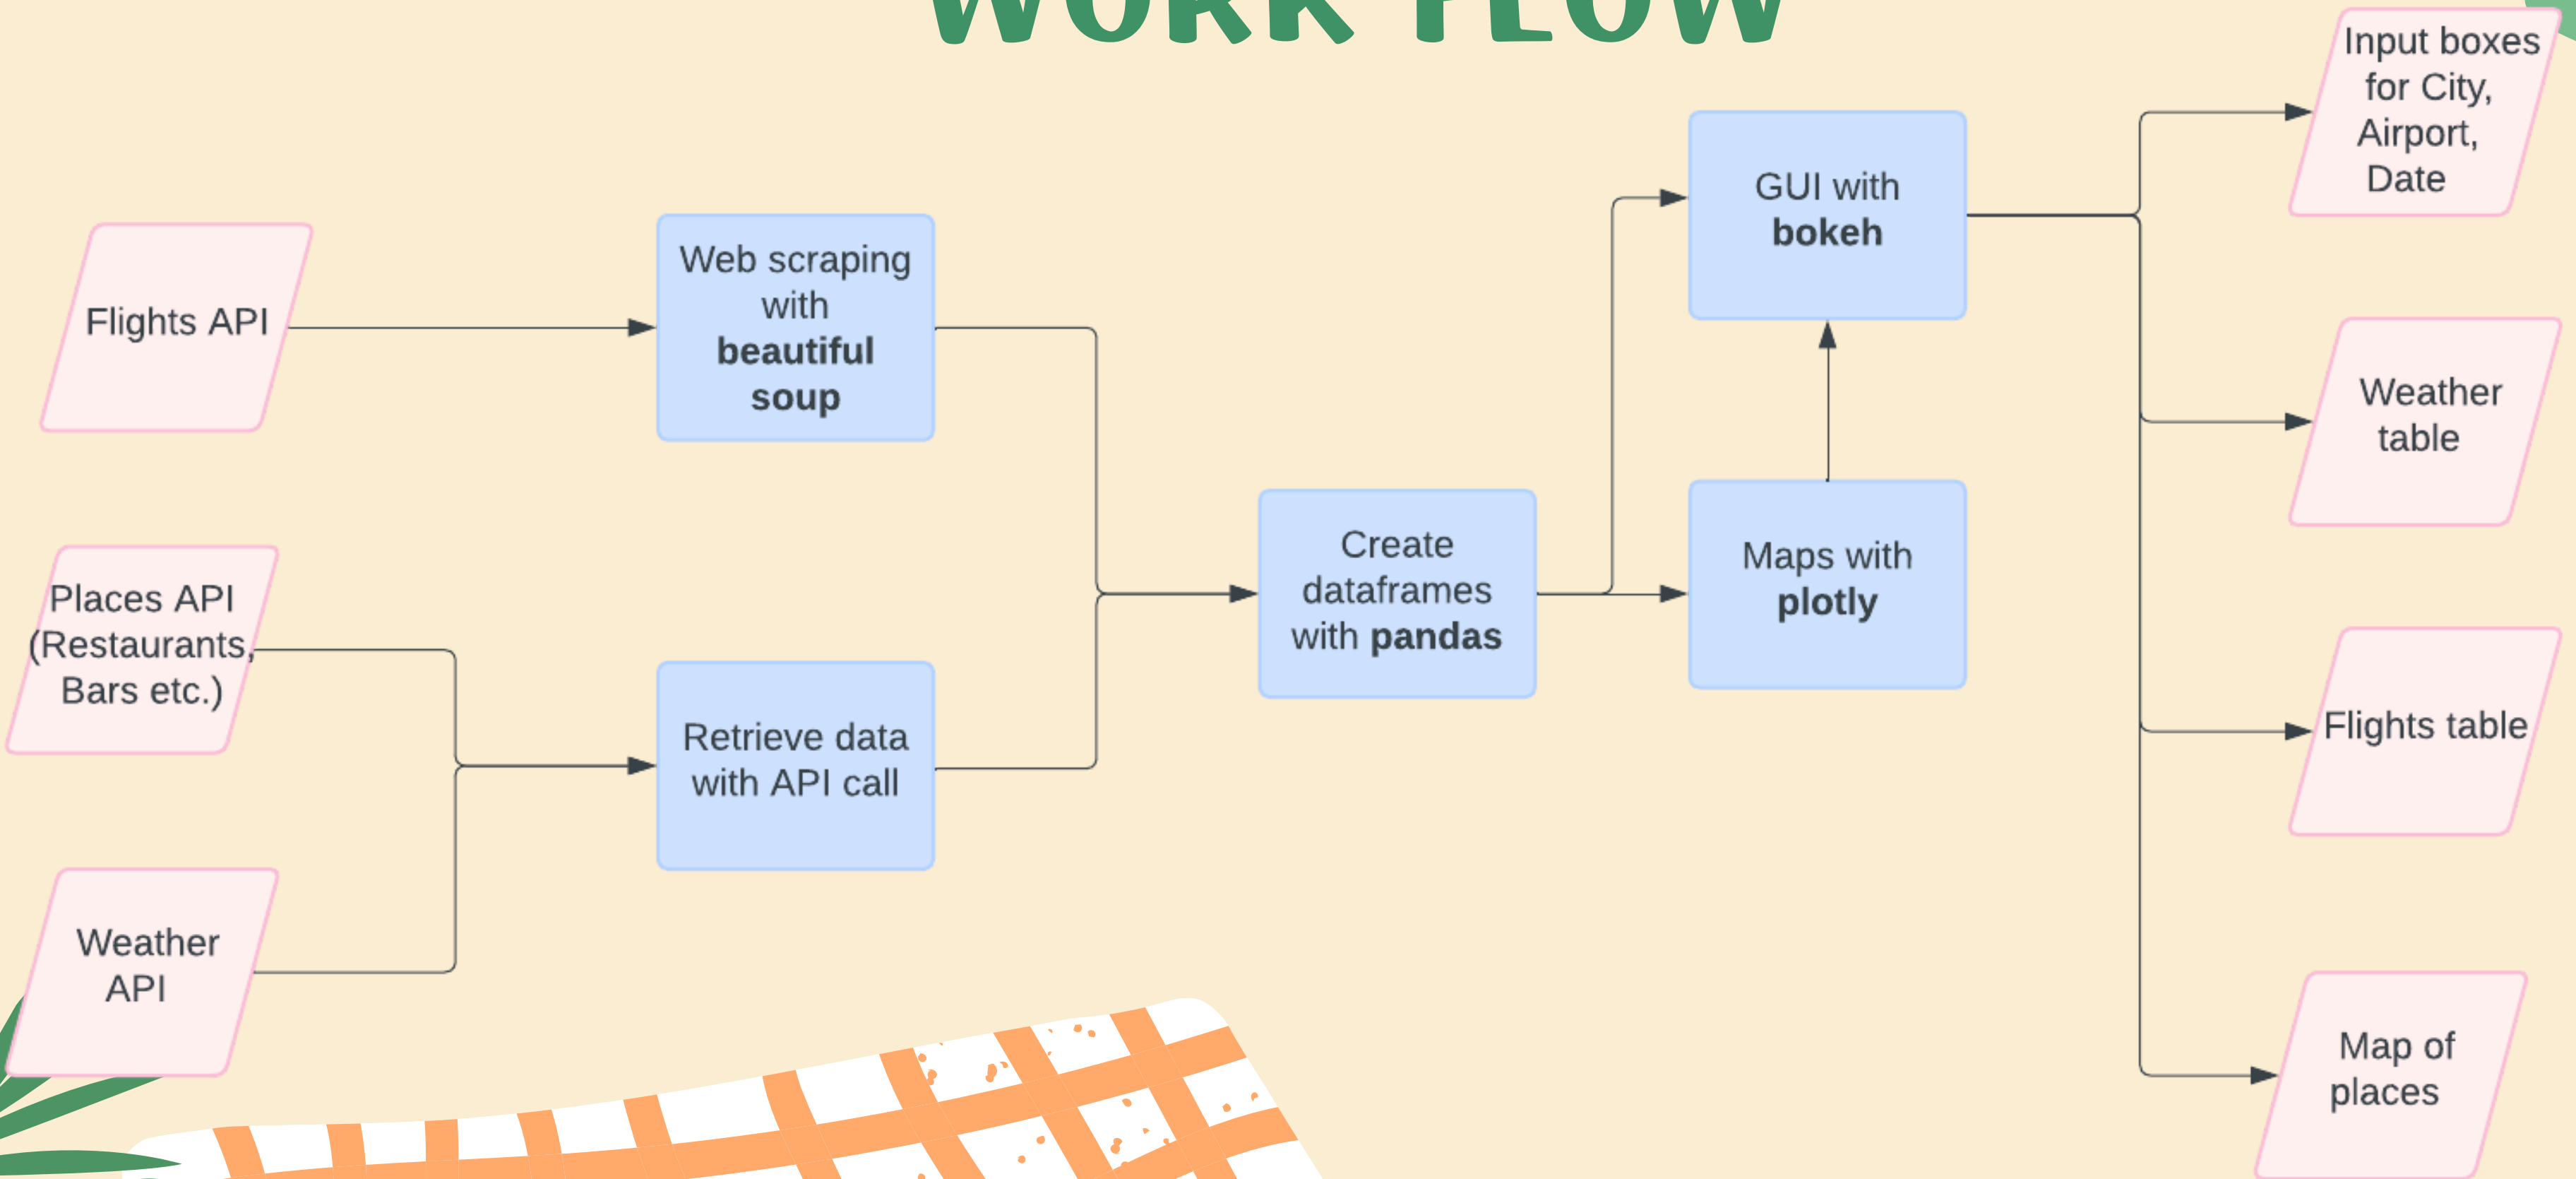 WORK FLOW
Flights API
Places API
(Restaurants,
Bars etc.)
Weather
API
Web scraping
with
beautiful
soup
Retrieve data
with API call
Create
dataframes
with pandas
GUI with
bokeh
Maps with
plotly
Input boxes
for City,
Airport,
Date
Weather
table
Flights table
Map of
places